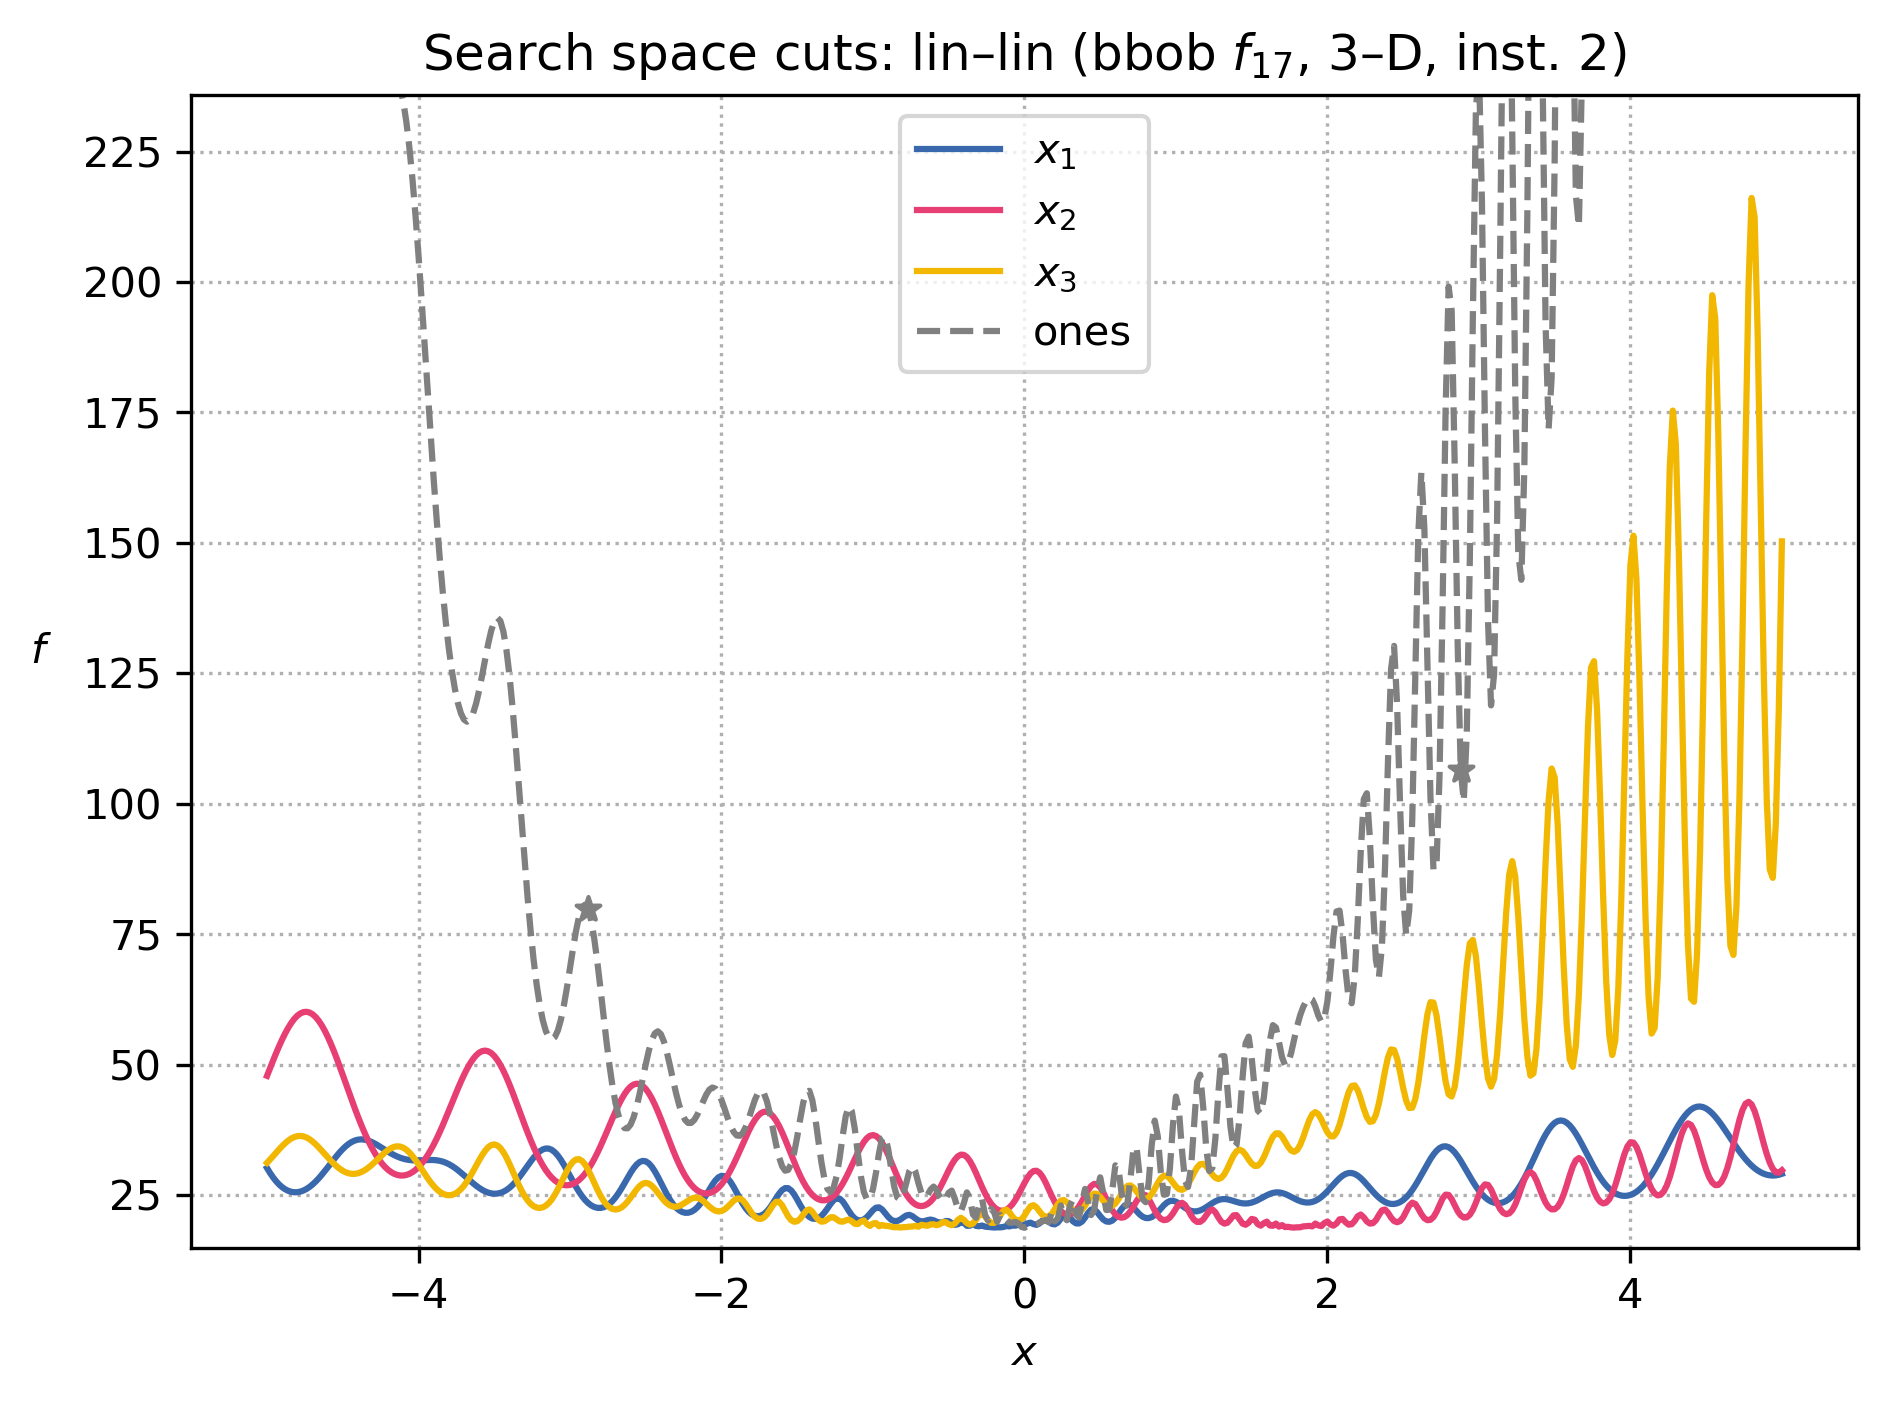 Search space cuts: lin–lin (bbob f₁₇, 3–D, inst. 2)
x₁
x₂
x₃
ones
225
200
175
150
125
100
75
50
25
f
−4 −2 0 2 4
x